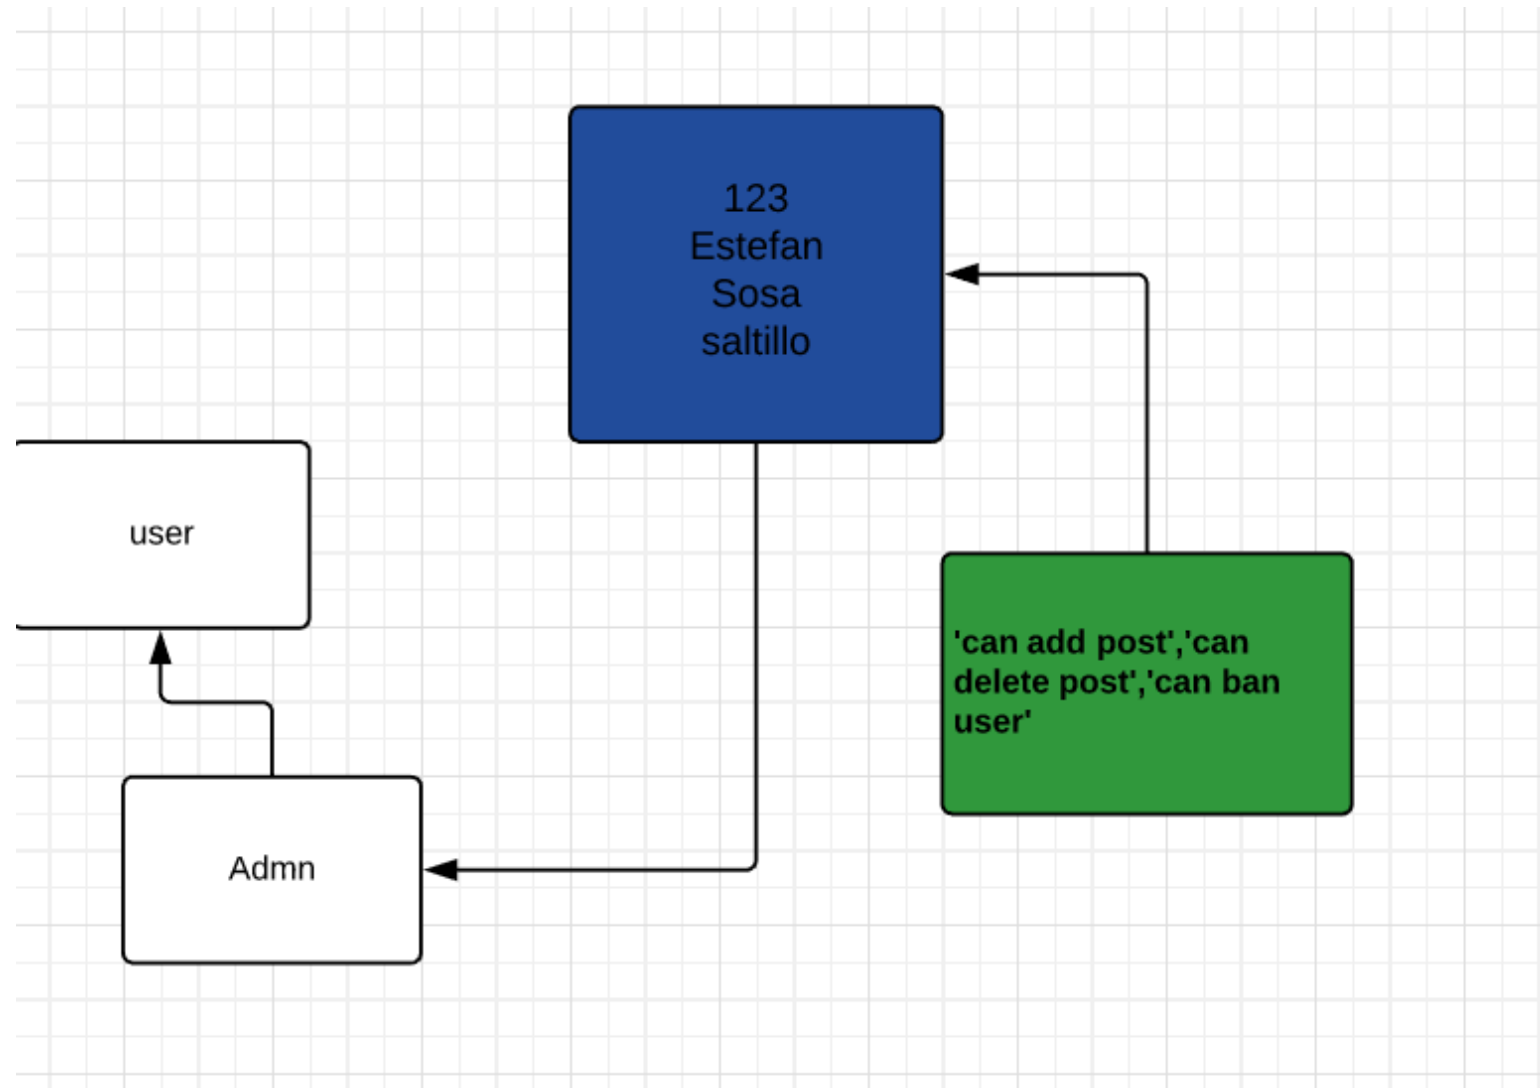 123
Estefan
Sosa
saltillo
user
'can add post','can
delete post','can ban
user'
Admn